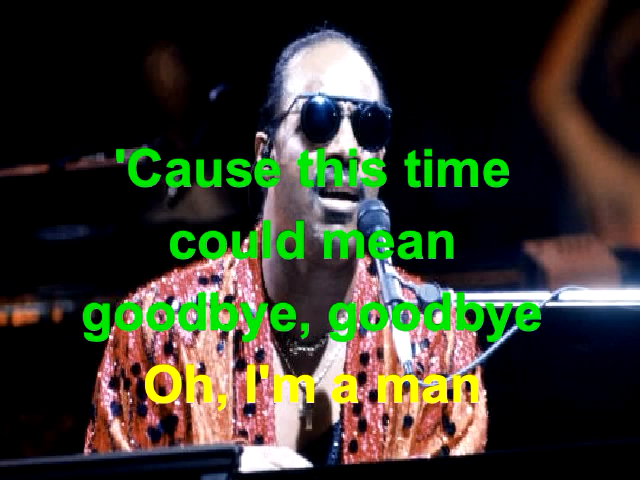 'Cause this time
could mean
goodbye, goodbye
Oh, I'm a man